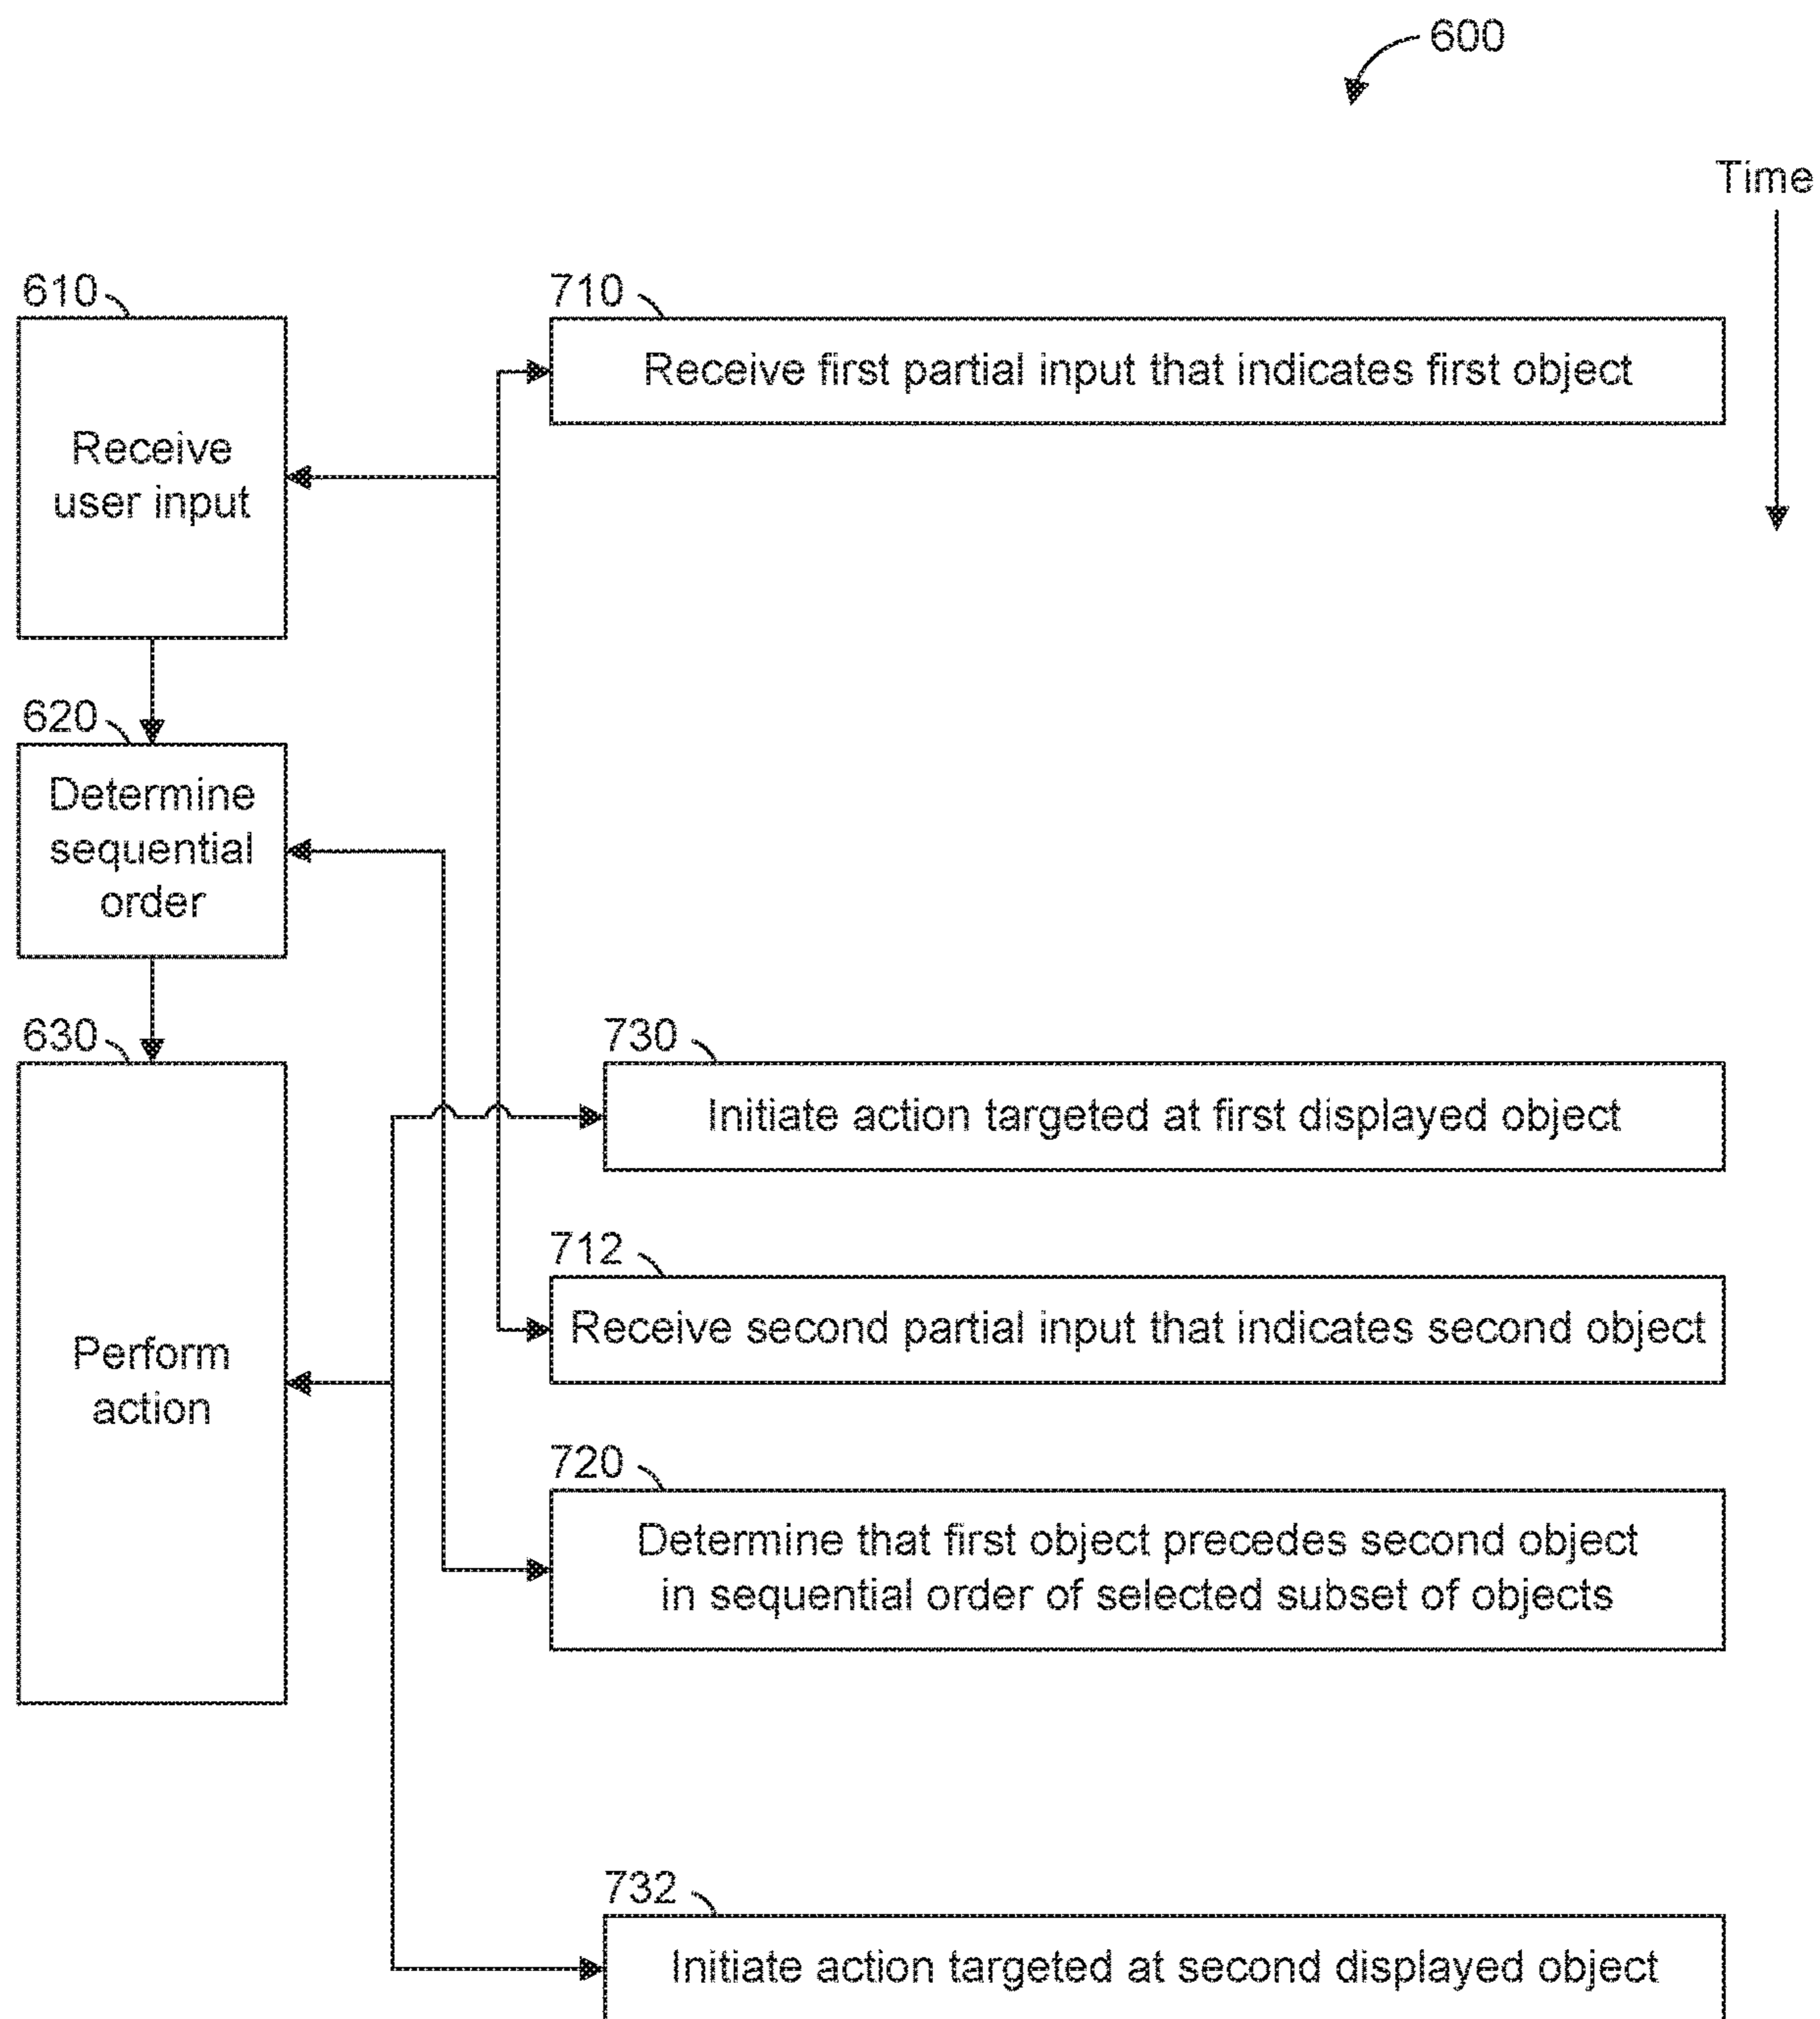 600
Time
610
Receive
user input
710
Receive first partial input that indicates first object
620
Determine
sequential
order
630
Perform
action
730
Initiate action targeted at first displayed object
712
Receive second partial input that indicates second object
720
Determine that first object precedes second object
in sequential order of selected subset of objects
732
Initiate action targeted at second displayed object